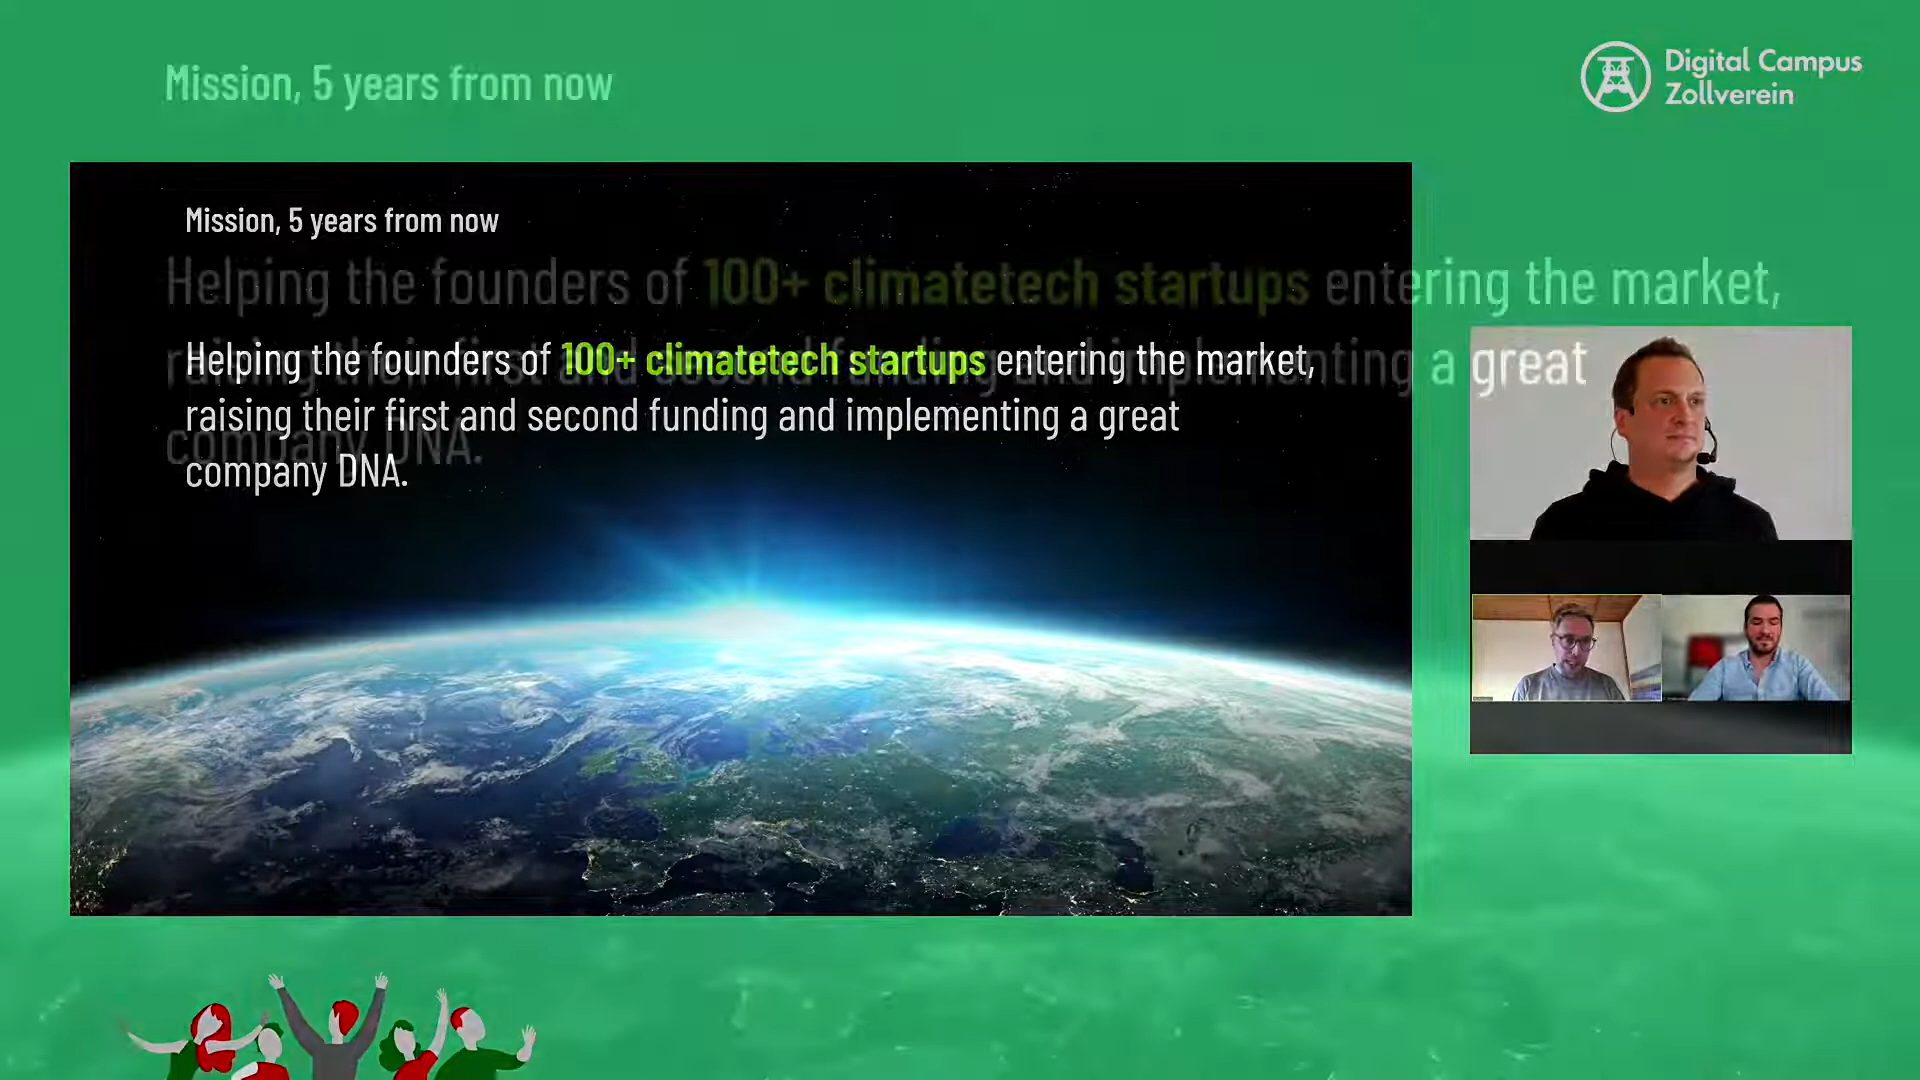 Mission, 5 years from now
Digital Campus
Zollverein
Mission, 5 years from now
Helping the founders of 100+ climatetech startups entering the market,
raising their first and second funding and implementing a great
company DNA.
Helping the founders of 100+ climatetech startups entering the market,
raising their first and second funding and implementing a great
company DNA.